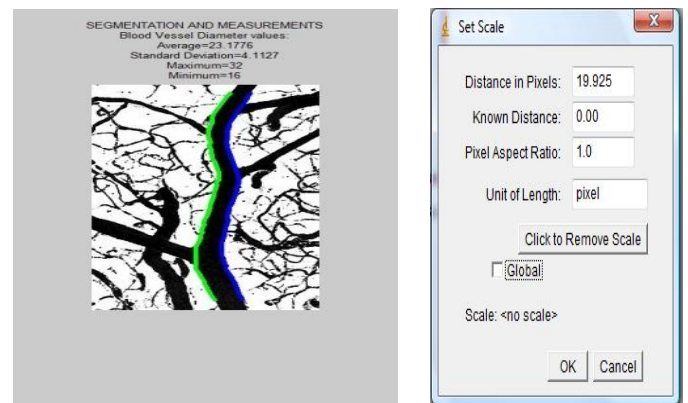 SEGMENTATION AND MEASUREMENTS
Blood Vessel Diameter values:
Average=23.1776
Standard Deviation=4.1127
Maximum=32
Minimum=16
Set Scale
Distance in Pixels: 19.925
Known Distance: 0.00
Pixel Aspect Ratio: 1.0
Unit of Length: pixel
Click to Remove Scale
Global
Scale: <no scale>
OK Cancel